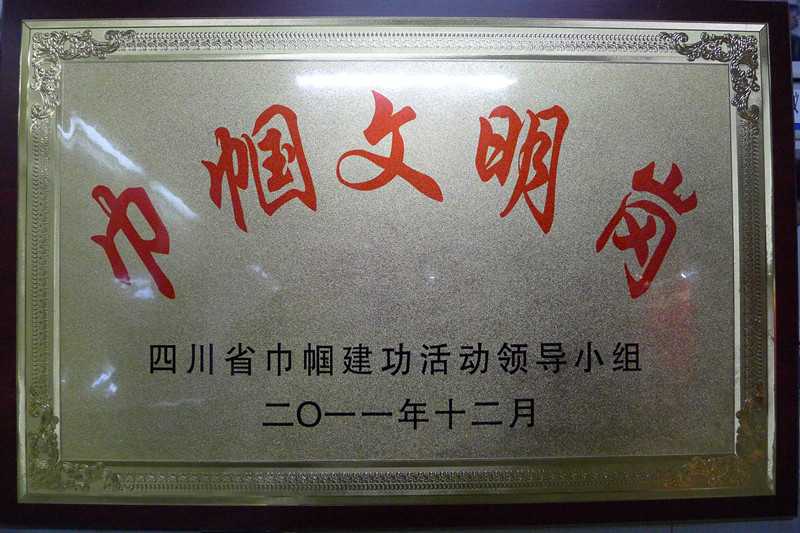 巾帼文明岗
四川省巾帼建功活动领导小组
二〇一一年十二月